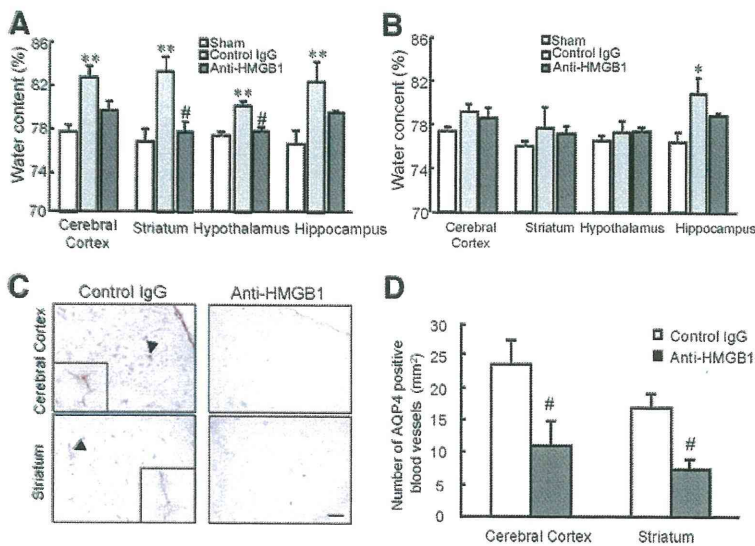 A
Water content (%)
86
82
78
74
70
Sham
Control IgG
Anti-HMGB1
**
**
#
**
#
**
Cerebral
Cortex
Striatum
Hypothalamus
Hippocampus
B
Water concent (%)
86
82
78
76
70
Sham
Control IgG
Anti-HMGB1
*
Cerebral
Cortex
Striatum
Hypothalamus
Hippocampus
C
Control IgG
Anti-HMGB1
Cerebral Cortex
Striatum
D
Number of AQP4 positive
blood vessels (mm²)
30
25
20
15
10
5
0
Control IgG
Anti-HMGB1
#
#
Cerebral Cortex
Striatum